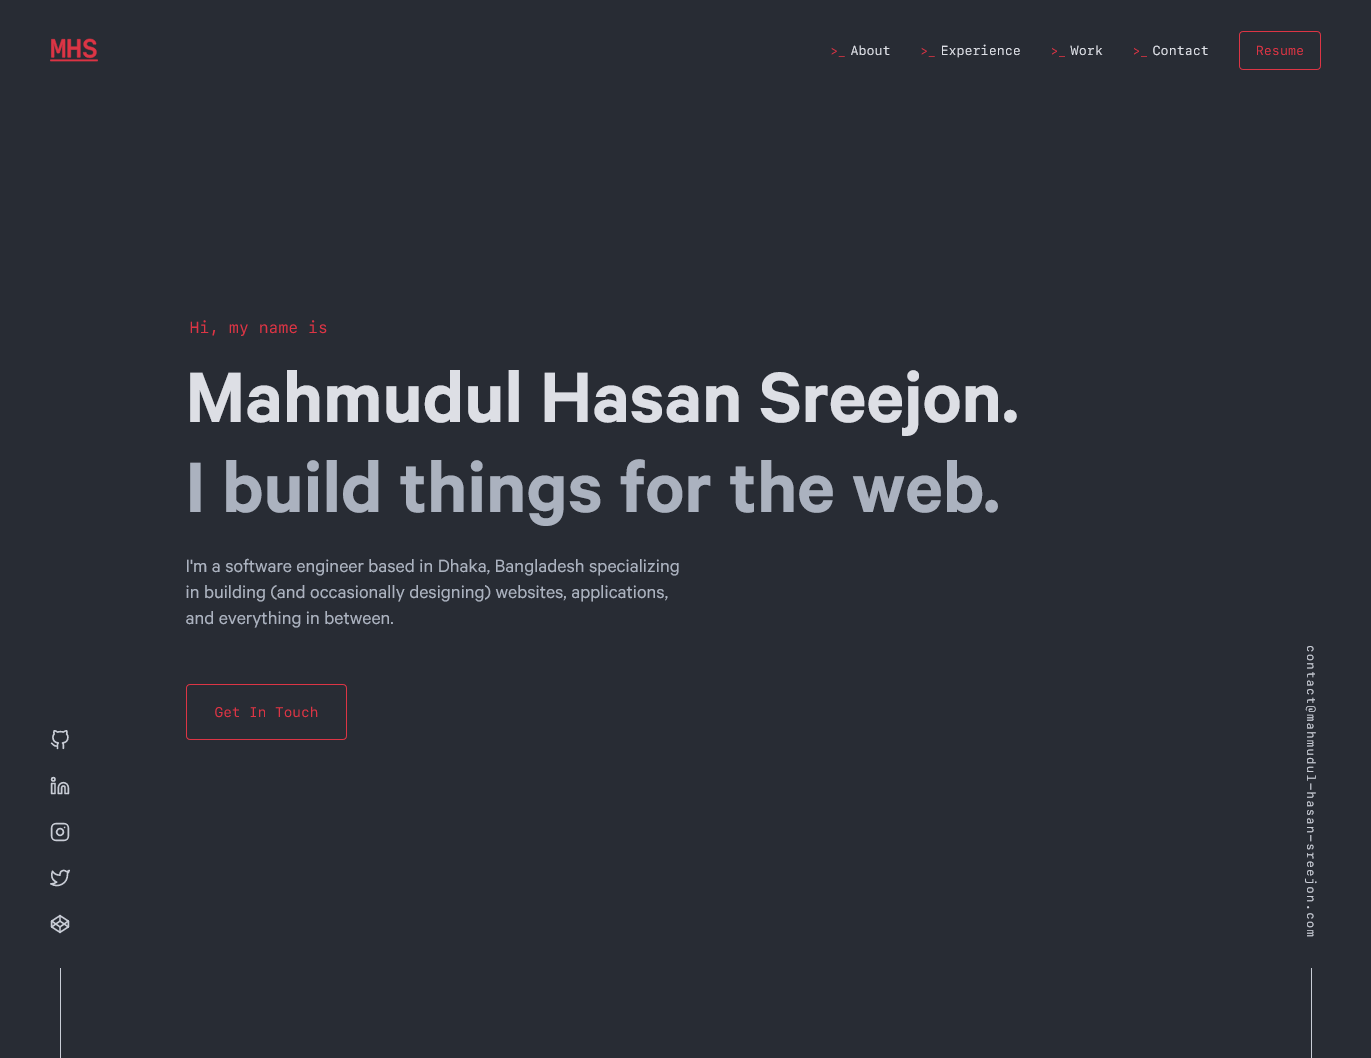 MHS
>_ About >_ Experience >_ Work >_ Contact Resume
Hi, my name is
Mahmudul Hasan Sreejon.
I build things for the web.
I'm a software engineer based in Dhaka, Bangladesh specializing
in building (and occasionally designing) websites, applications,
and everything in between.
Get In Touch
contact@mahmudul-hasan-sreejon.com